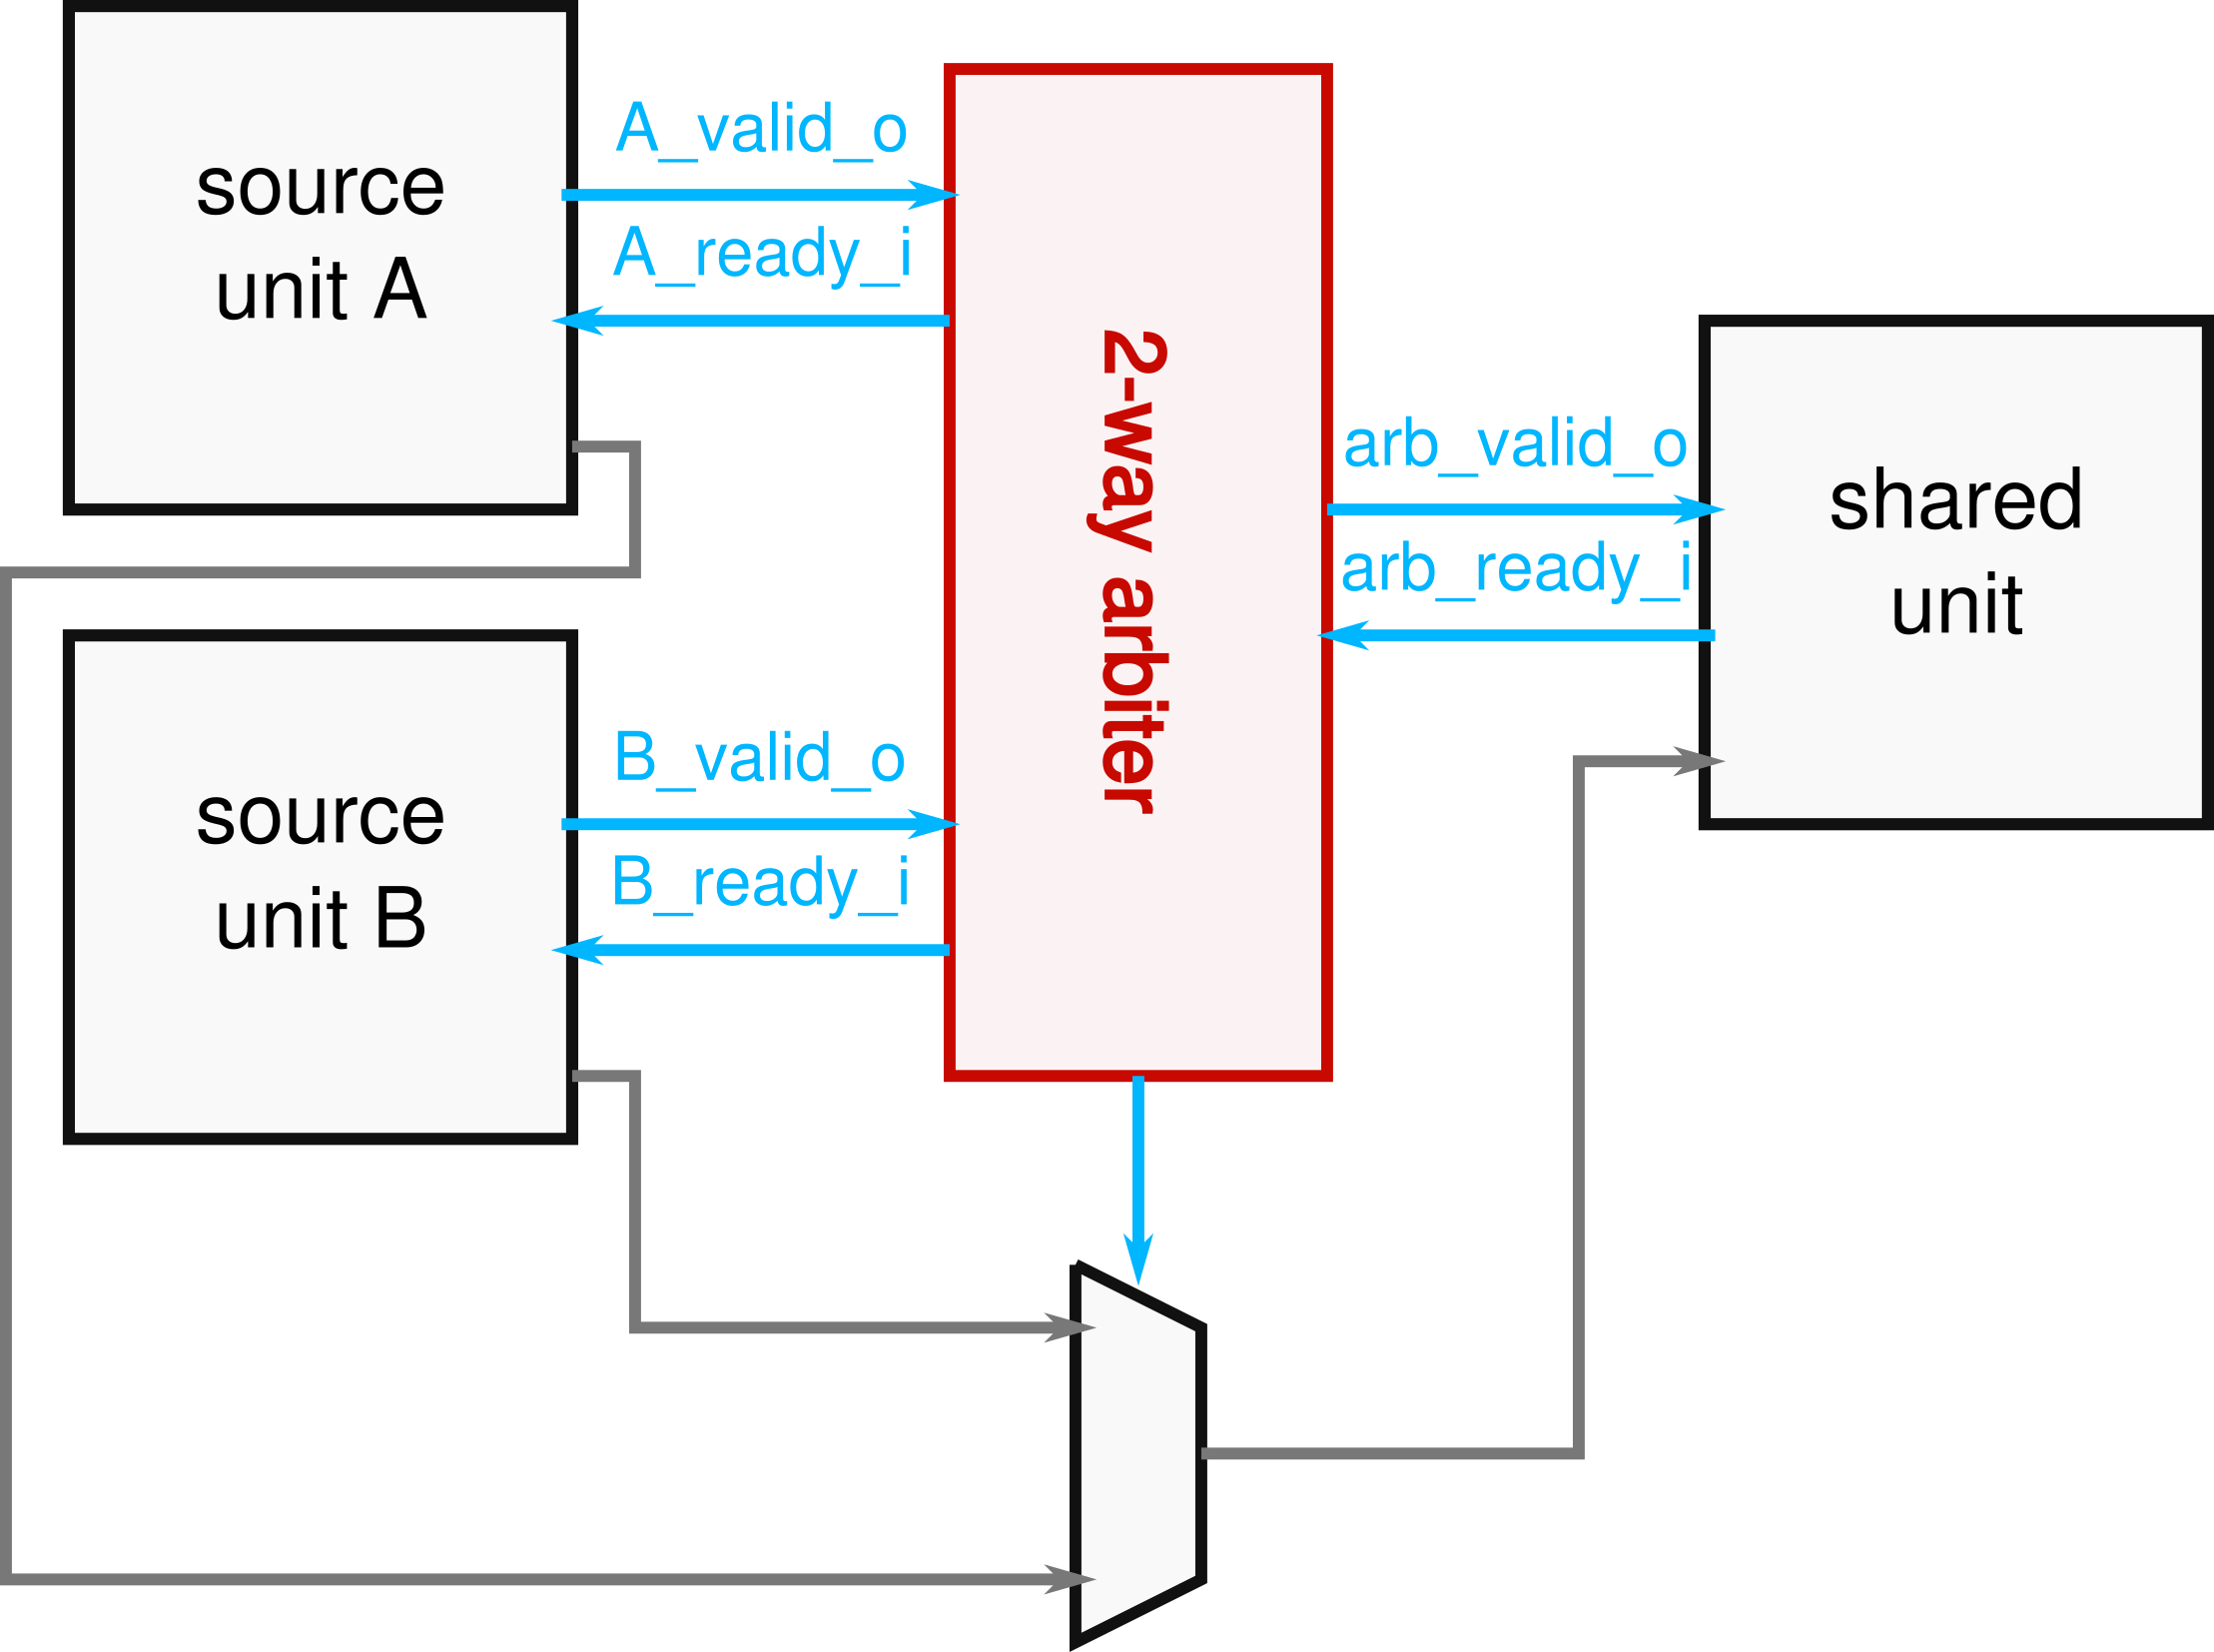 source
unit A
A_valid_o
A_ready_i
2-way arbiter
arb_valid_o
arb_ready_i
shared
unit
source
unit B
B_valid_o
B_ready_i